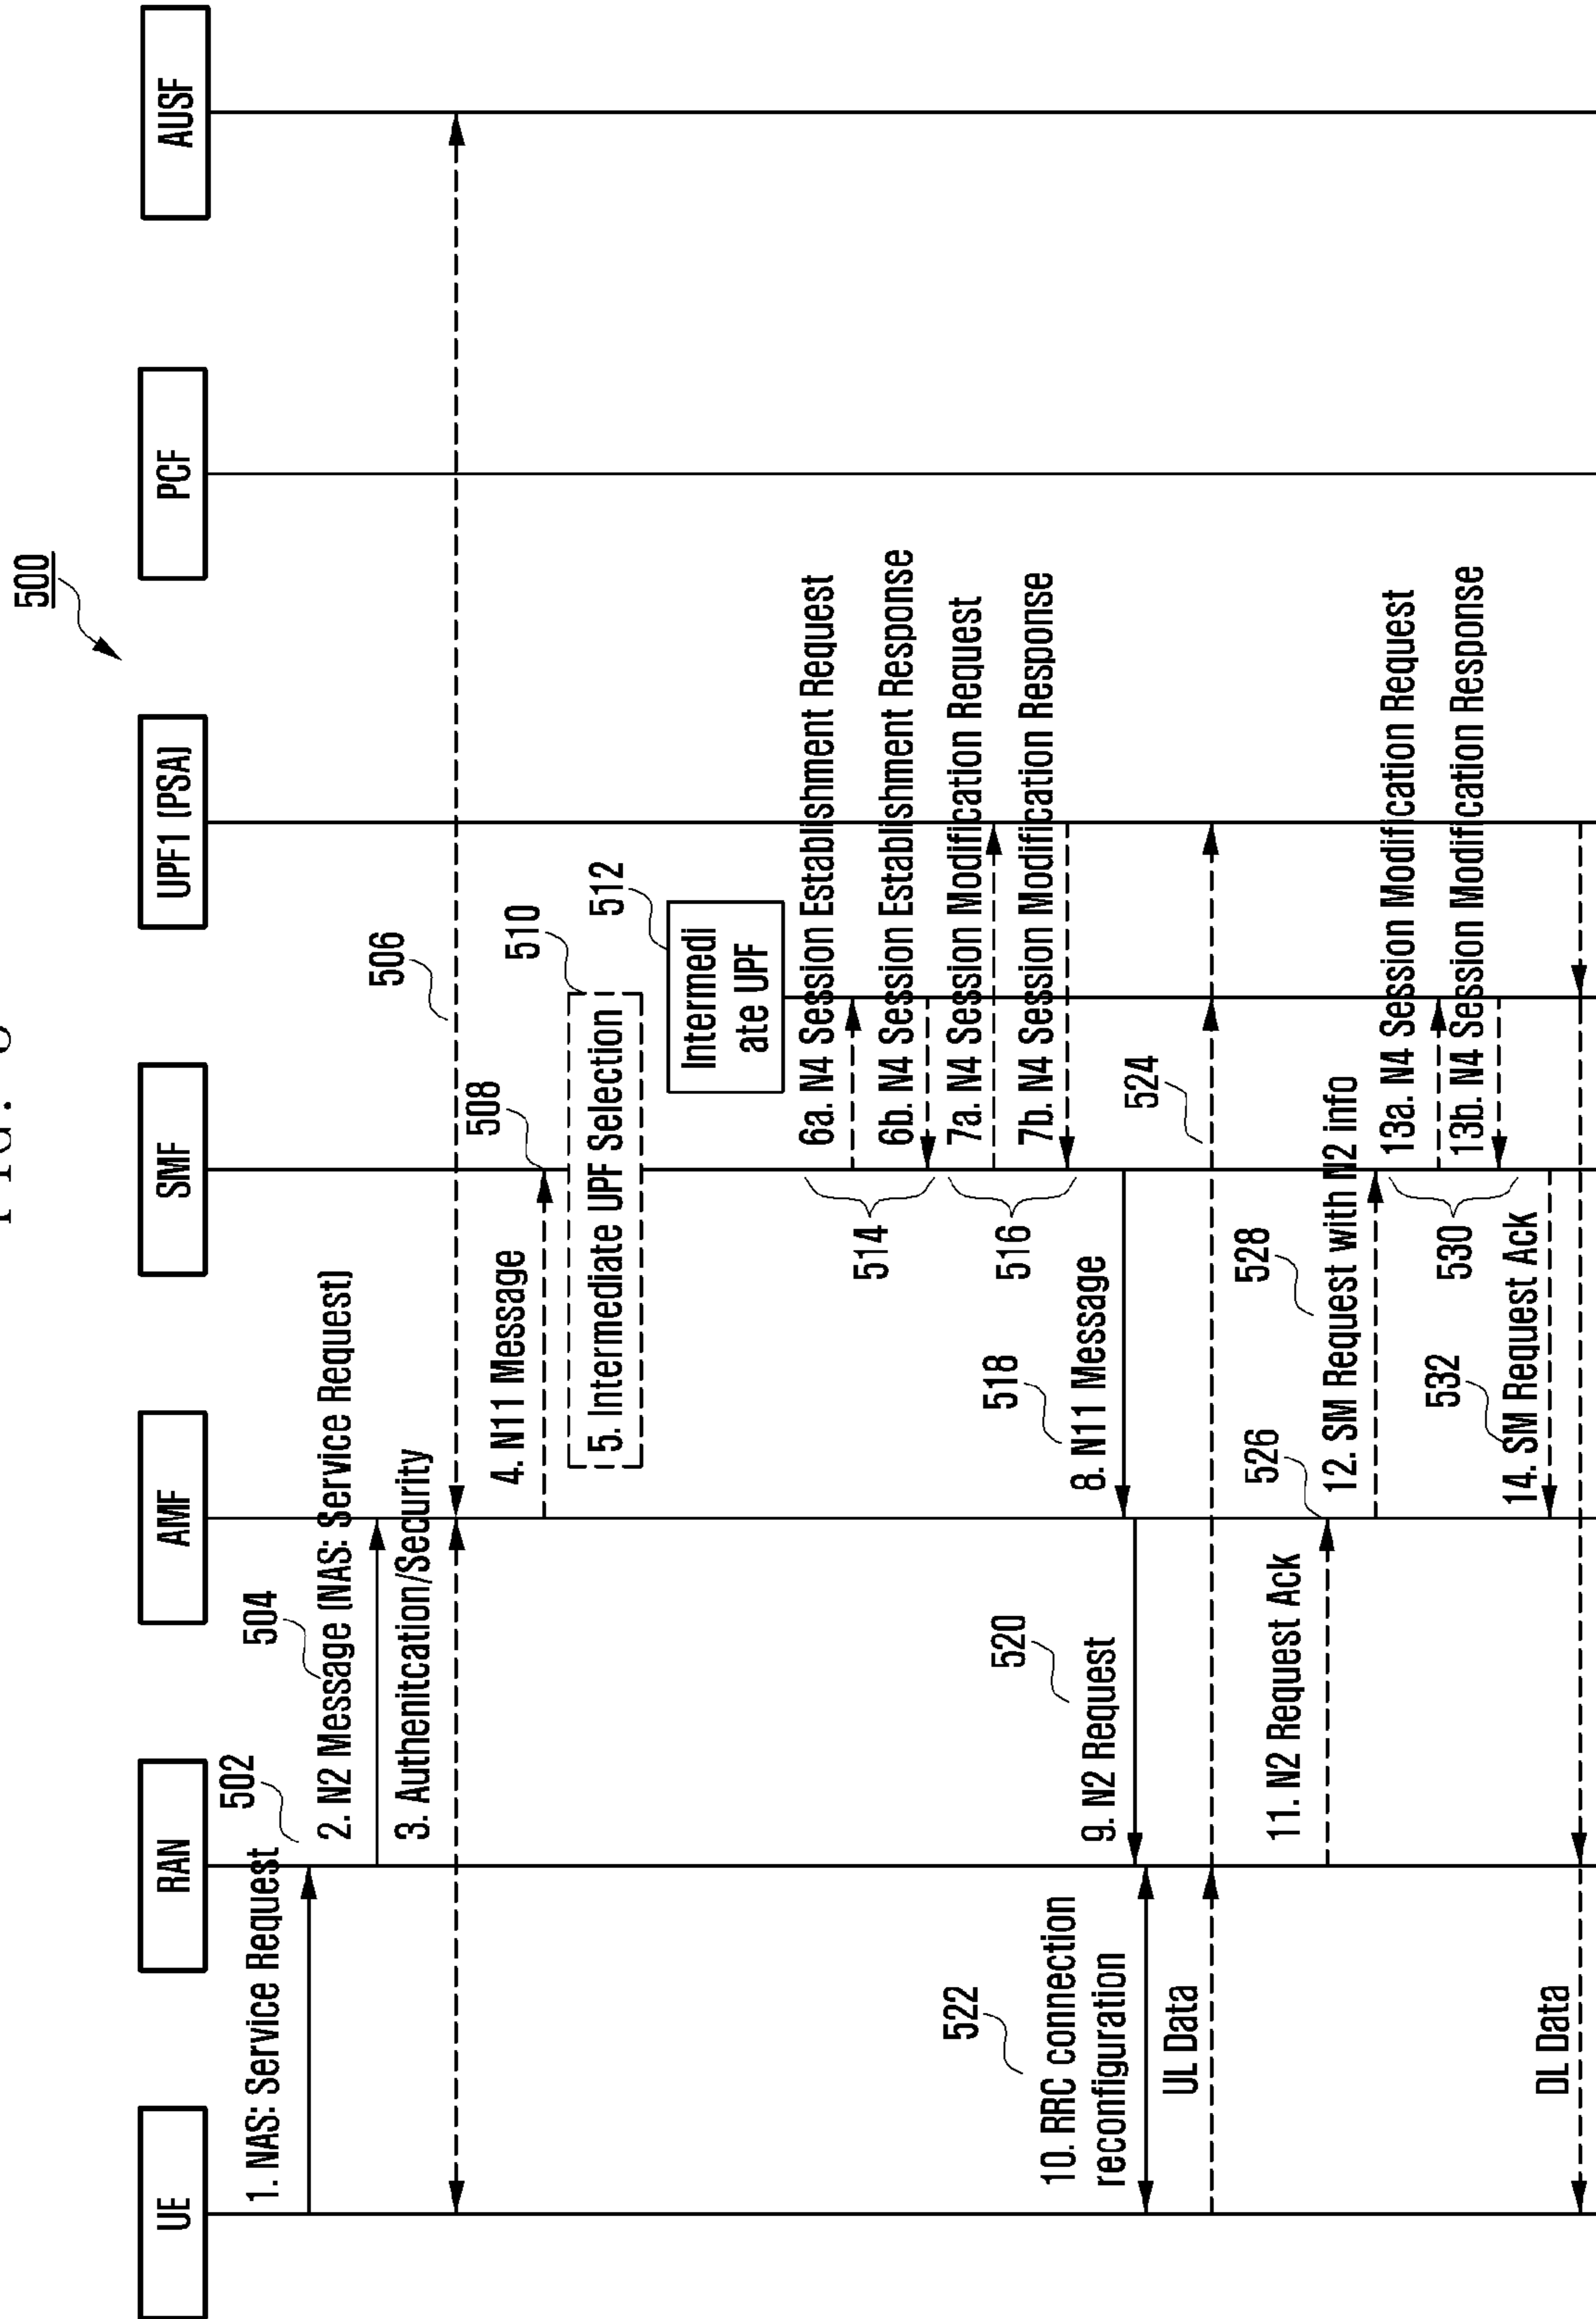 500
UE
RAN
AMF
SMF
UPF1 (PSA)
PCF
AUSF
1. NAS: Service Request
502
2. N2 Message (NAS: Service Request)
504
3. Authenitcation/Security
506
4. N11 Message
508
5. Intermediate UPF Selection
510
Intermedi
ate UPF
512
6a. N4 Session Establishment Request
6b. N4 Session Establishment Response
514
7a. N4 Session Modification Request
7b. N4 Session Modification Response
516
8. N11 Message
518
9. N2 Request
520
10. RRC connection
reconfiguration
522
UL Data
524
11. N2 Request Ack
526
12. SM Request with N2 info
528
13a. N4 Session Modification Request
13b. N4 Session Modification Response
530
14. SM Request Ack
532
DL Data